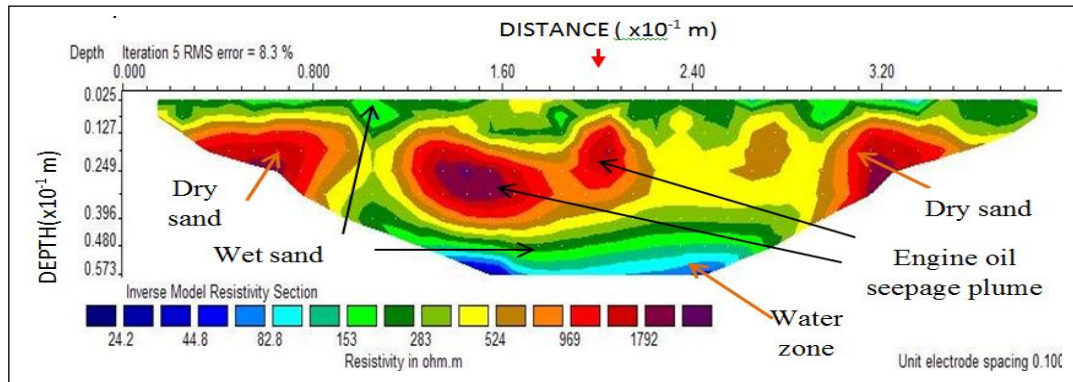 DISTANCE ( x10-1 m)
Depth Iteration 5 RMS error = 8.3 %
0.000 0.800 1.60 2.40 3.20
0.025
0.127
0.249
0.396
0.480
0.573
DEPTH(x10-1 m)
Dry
sand
Wet sand
Dry sand
Engine oil
seepage plume
Water
zone
Inverse Model Resistivity Section
24.2 44.8 82.8 153 283 524 969 1792
Resistivity in ohm.m
Unit electrode spacing 0.100